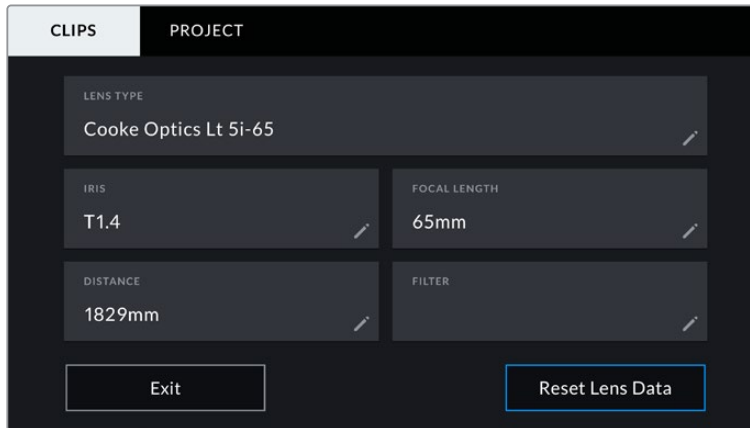 CLIPS PROJECT
LENS TYPE
Cooke Optics Lt 5i-65
IRIS FOCAL LENGTH
T1.4 65mm
DISTANCE FILTER
1829mm
Exit Reset Lens Data